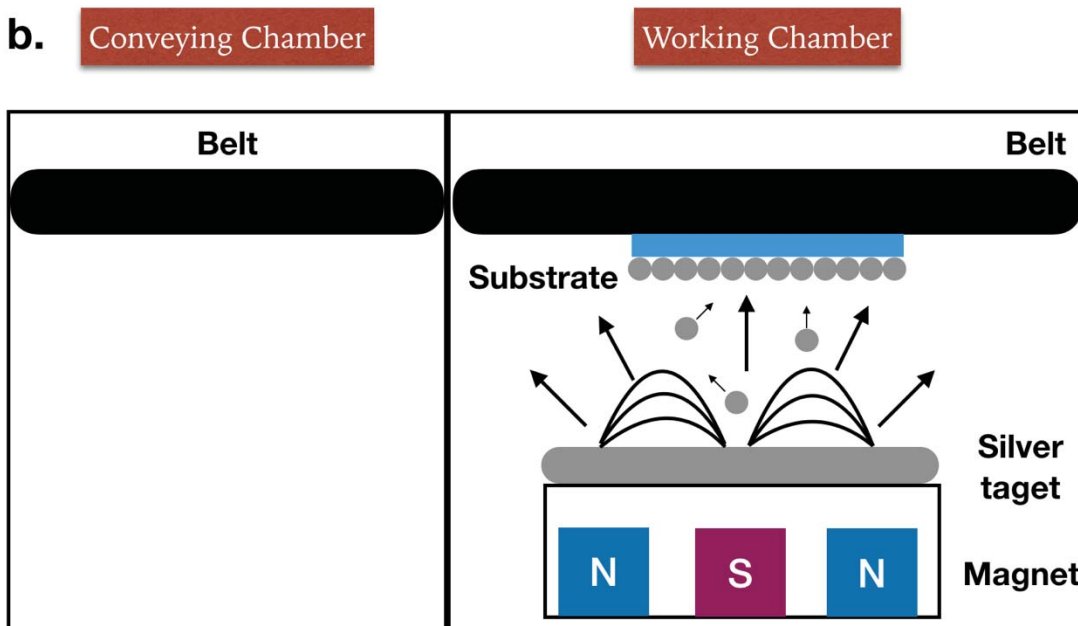 b.
Conveying Chamber
Working Chamber
Belt
Belt
Substrate
Silver
taget
N
S
N
Magnet